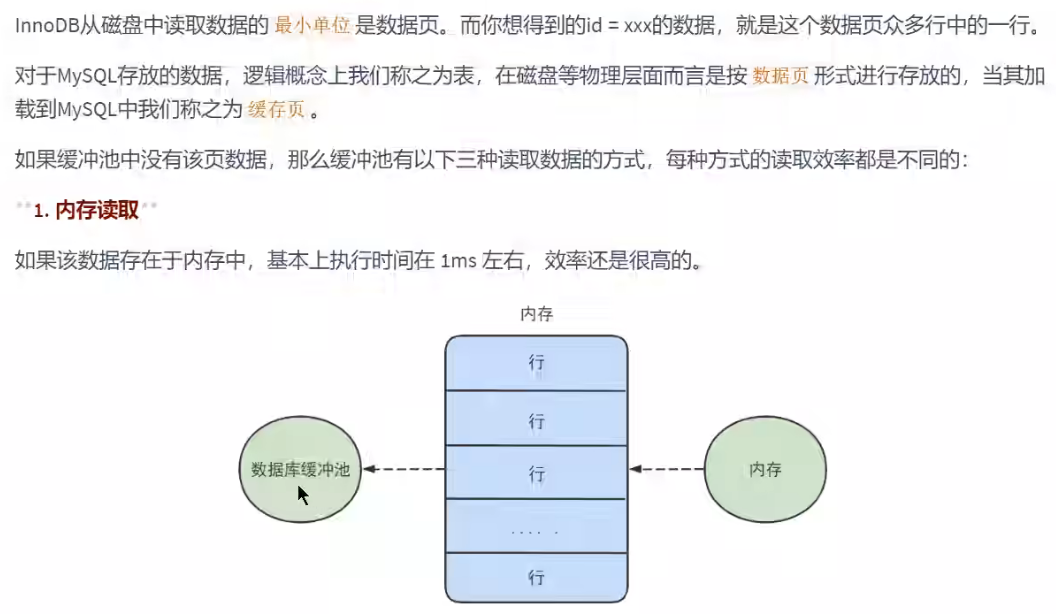 InnoDB从磁盘中读取数据的 最小单位 是数据页。而你想得到的id = xxx的数据，就是这个数据页众多行中的一行。
对于MySQL存放的数据，逻辑概念上我们称之为表，在磁盘等物理层面而言是按 数据页 形式进行存放的，当其加
载到MySQL中我们称之为 缓存页 。
如果缓冲池中没有该页数据，那么缓冲池有以下三种读取数据的方式，每种方式的读取效率都是不同的：
**1. 内存读取**
如果该数据存在于内存中，基本上执行时间在 1ms 左右，效率还是很高的。
内存
行
行
数据库缓冲池
行
内存
......
行